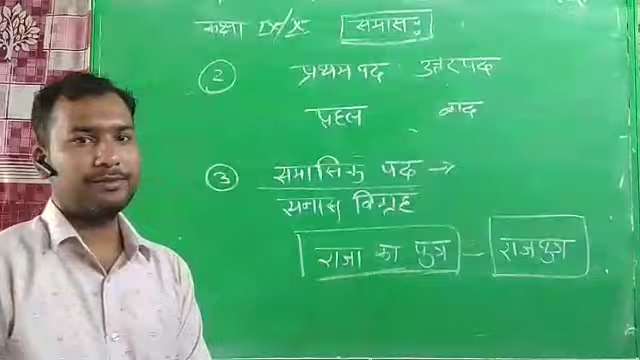 कक्षा IX/X समासः
② प्रथमपद उत्तरपद
पहल बाद
③ समासिक पद →
समास विग्रह
राजा का पुत्र — राजपुत्र